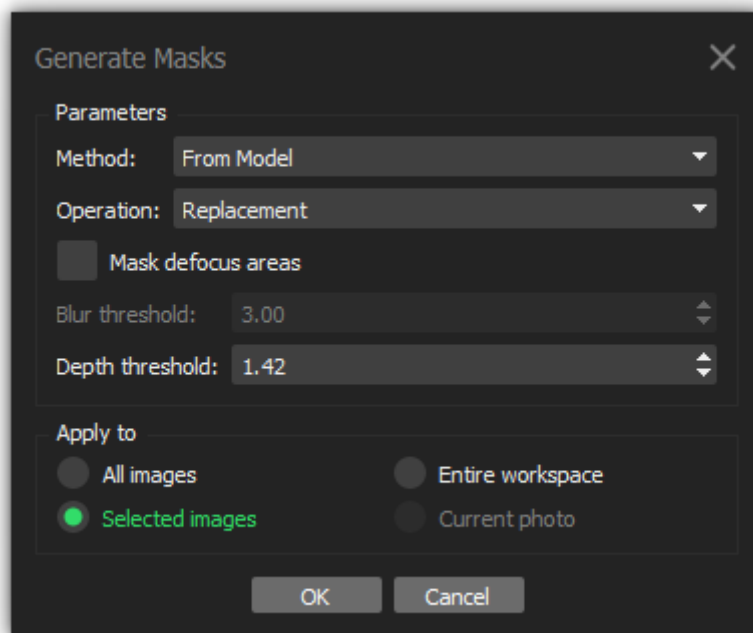 Generate Masks
Parameters
Method: From Model
Operation: Replacement
Mask defocus areas
Blur threshold: 3.00
Depth threshold: 1.42
Apply to
All images Entire workspace
Selected images Current photo
OK Cancel